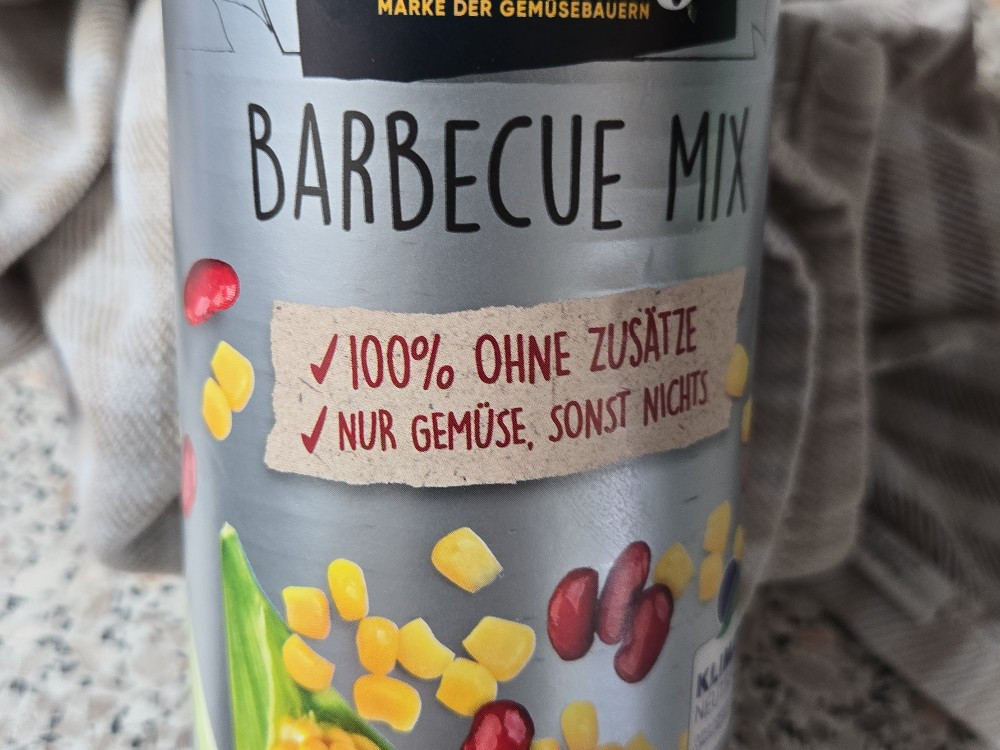 MARKE DER GEMÜSEBAUERN
BARBECUE MIX
✓100% OHNE ZUSÄTZE
✓NUR GEMÜSE, SONST NICHTS